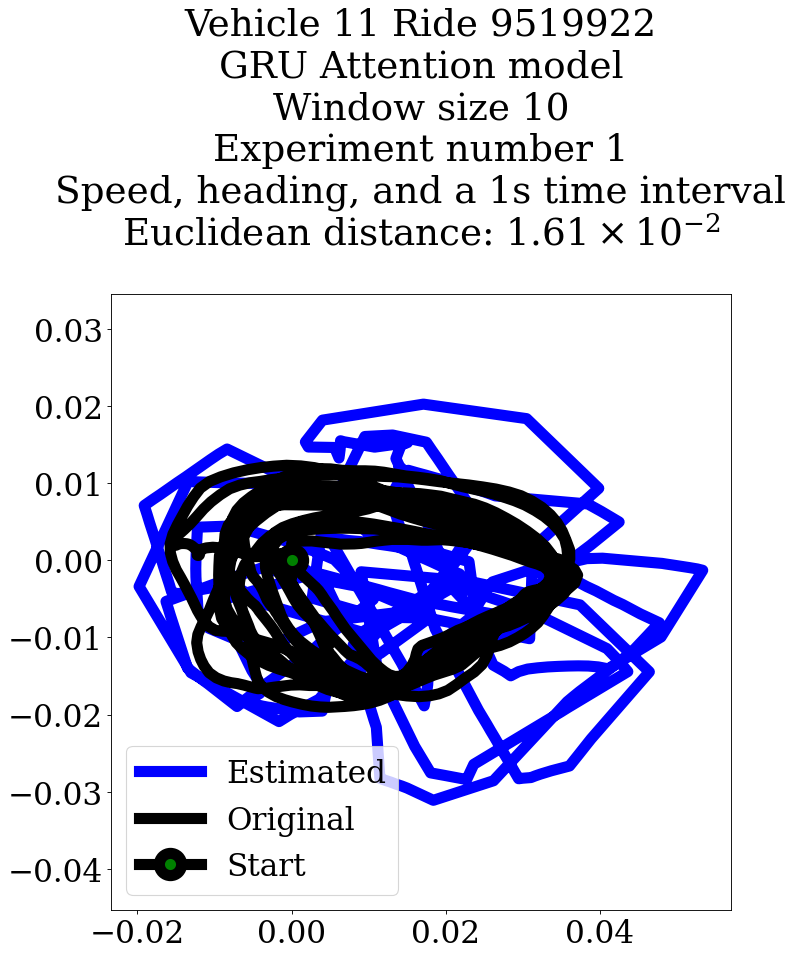 Vehicle 11 Ride 9519922
GRU Attention model
Window size 10
Experiment number 1
Speed, heading, and a 1s time interval
Euclidean distance: 1.61 × 10⁻²
0.03
0.02
0.01
0.00
−0.01
−0.02
−0.03
−0.04
Estimated
Original
Start
−0.02 0.00 0.02 0.04